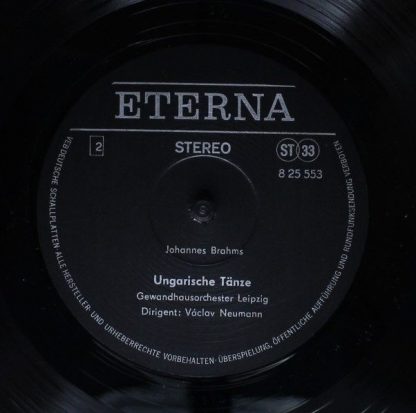 ETERNA
2
STEREO
ST 33
8 25 553
Johannes Brahms
Ungarische Tänze
Gewandhausorchester Leipzig
Dirigent: Václav Neumann
VEB DEUTSCHE SCHALLPLATTEN ALLE HERSTELLER- UND URHEBERRECHTE VORBEHALTEN · ÜBERSPIELUNG, ÖFFENTLICHE AUFFÜHRUNG UND RUNDFUNKSENDUNG VERBOTEN